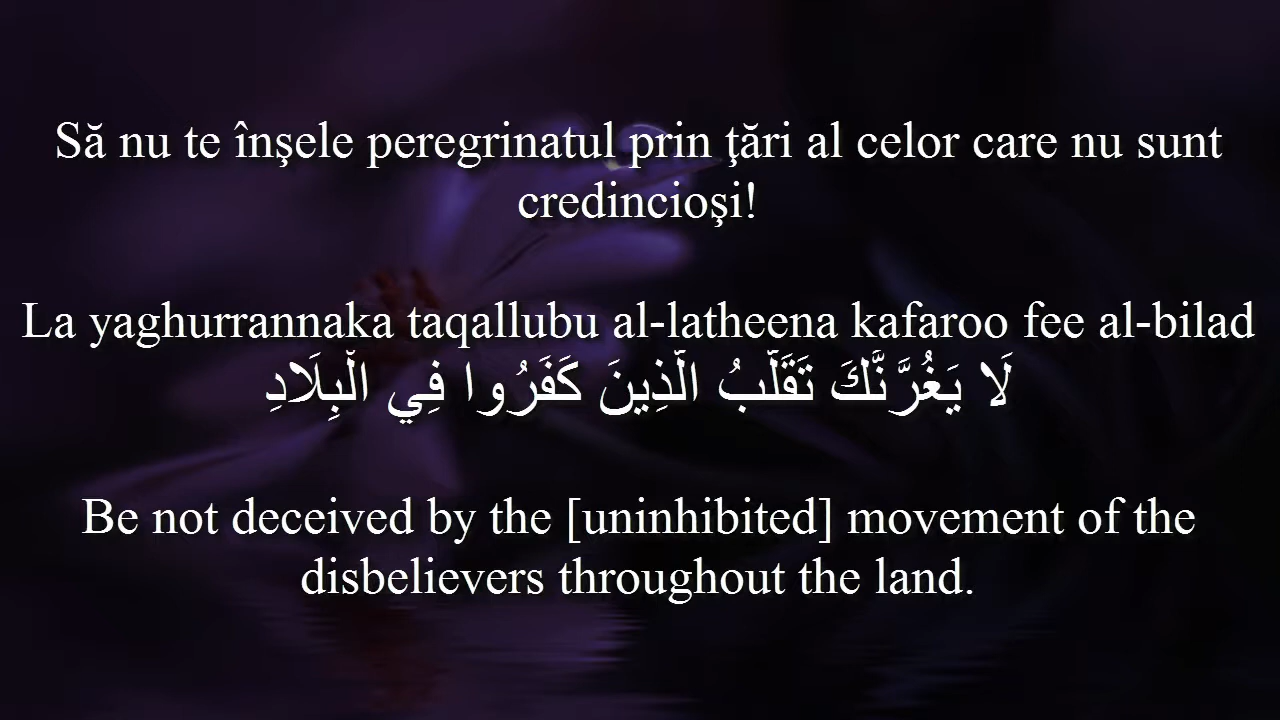 Să nu te înşele peregrinatul prin ţări al celor care nu sunt
credincioşi!
La yaghurrannaka taqallubu al-latheena kafaroo fee al-bilad
لَا يَغُرَّنَّكَ تَقَلُّبُ الَّذِينَ كَفَرُوا فِي الْبِلَادِ
Be not deceived by the [uninhibited] movement of the
disbelievers throughout the land.